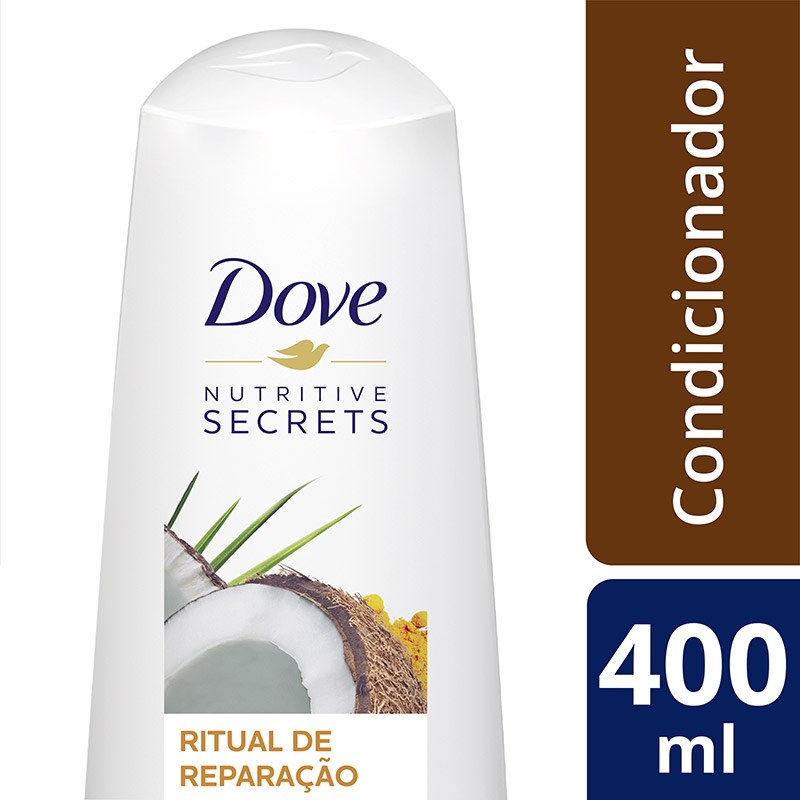 Dove
NUTRITIVE
SECRETS
RITUAL DE
REPARAÇÃO
Condicionador
400
ml